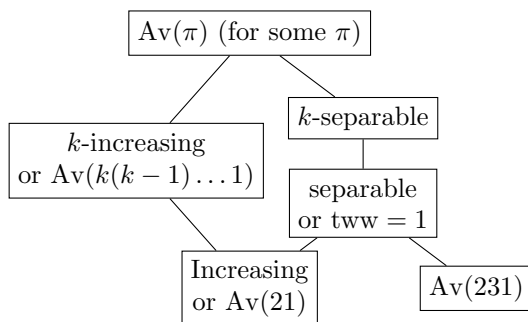 Av(π) (for some π)
k-separable
k-increasing
or Av(k(k − 1) . . . 1)
separable
or tww = 1
Increasing
or Av(21)
Av(231)